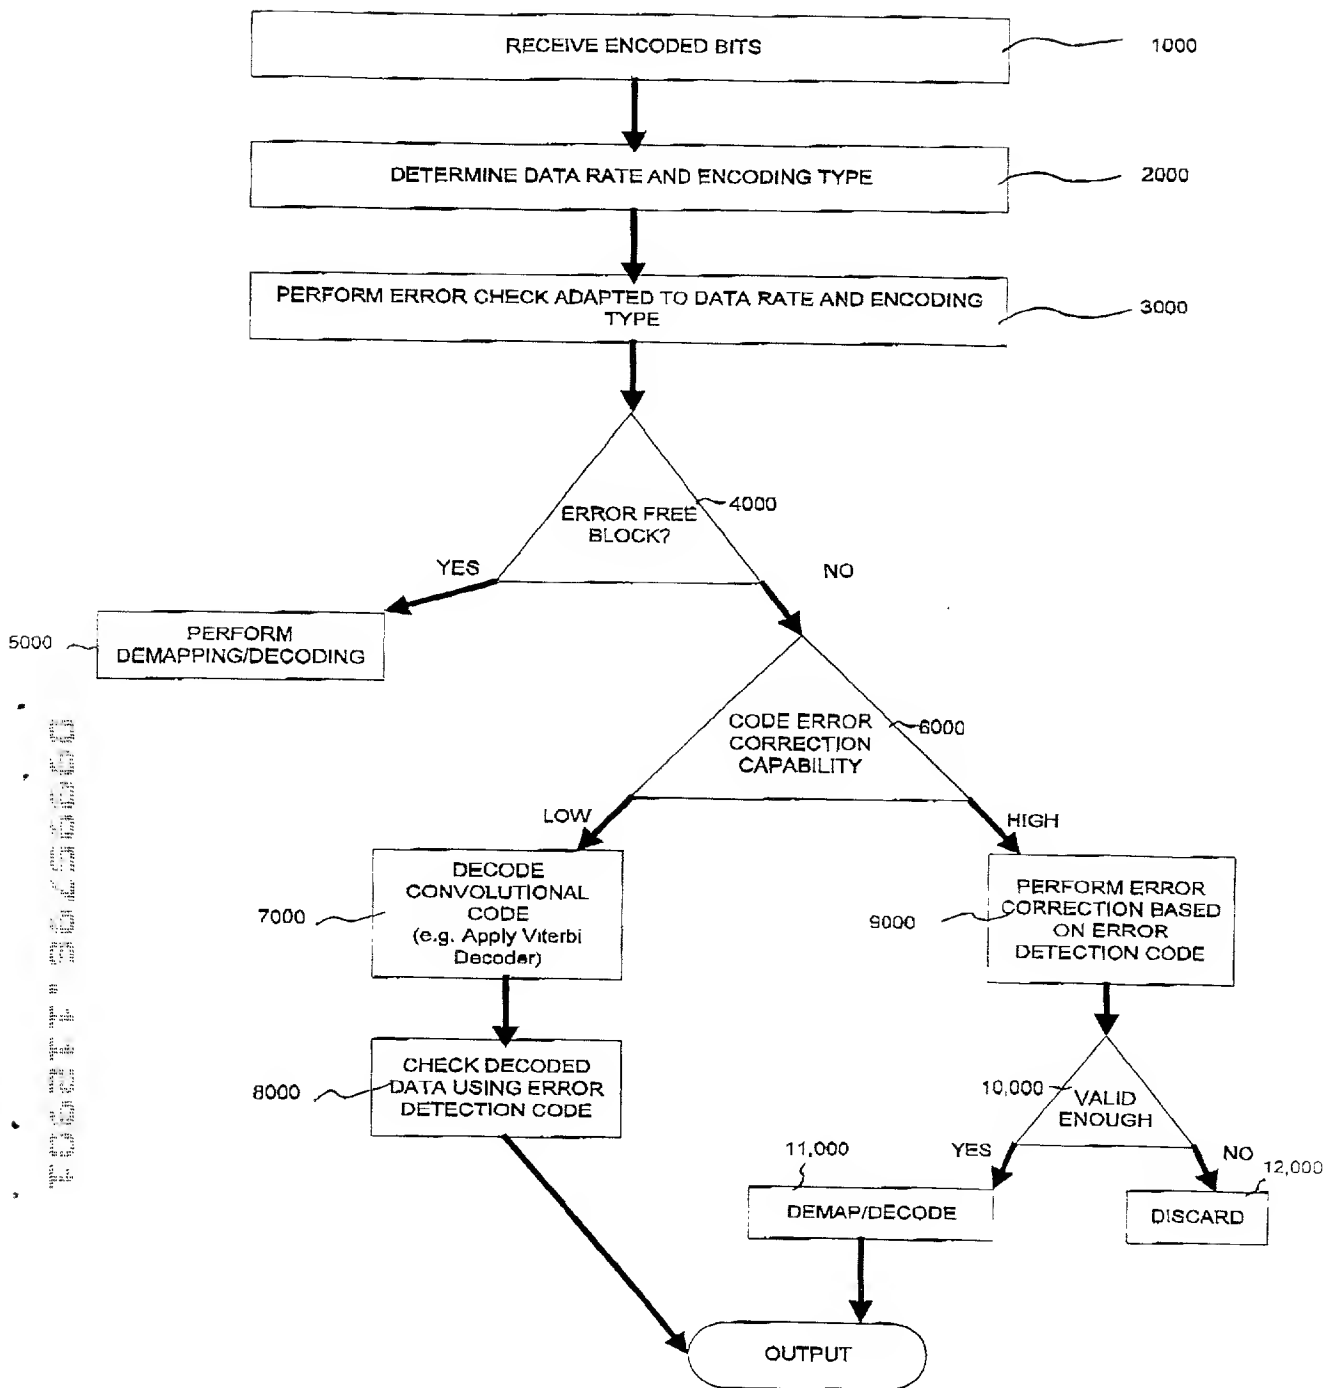 RECEIVE ENCODED BITS
1000
DETERMINE DATA RATE AND ENCODING TYPE
2000
PERFORM ERROR CHECK ADAPTED TO DATA RATE AND ENCODING
TYPE
3000
ERROR FREE
BLOCK?
4000
YES
NO
5000
PERFORM
DEMAPPING/DECODING
CODE ERROR
CORRECTION
CAPABILITY
6000
LOW
HIGH
7000
DECODE
CONVOLUTIONAL
CODE
(e.g. Apply Viterbi
Decoder)
9000
PERFORM ERROR
CORRECTION BASED
ON ERROR
DETECTION CODE
8000
CHECK DECODED
DATA USING ERROR
DETECTION CODE
10,000
VALID
ENOUGH
YES
NO
11,000
12,000
DEMAP/DECODE
DISCARD
OUTPUT